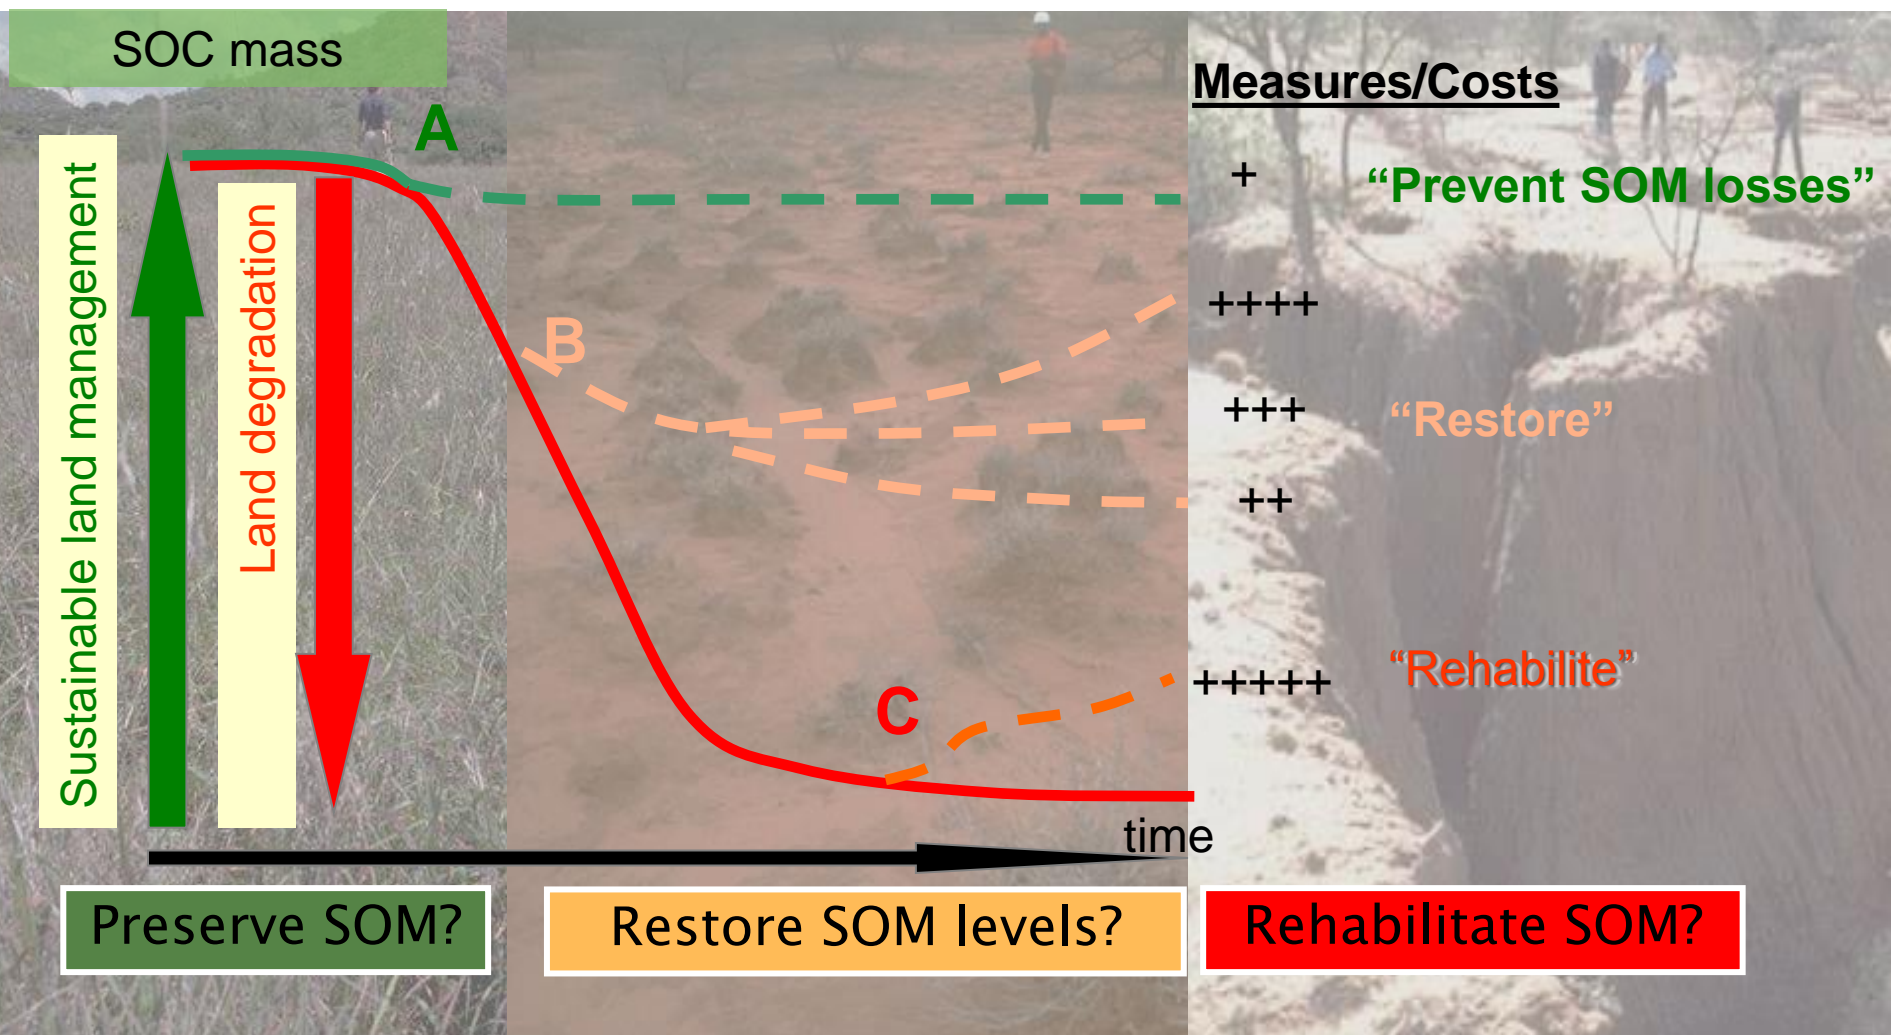 SOC mass
Sustainable land management
Land degradation
A
B
C
time
Measures/Costs
+
“Prevent SOM losses”
++++
+++
“Restore”
++
+++++
“Rehabilite”
Preserve SOM?
Restore SOM levels?
Rehabilitate SOM?